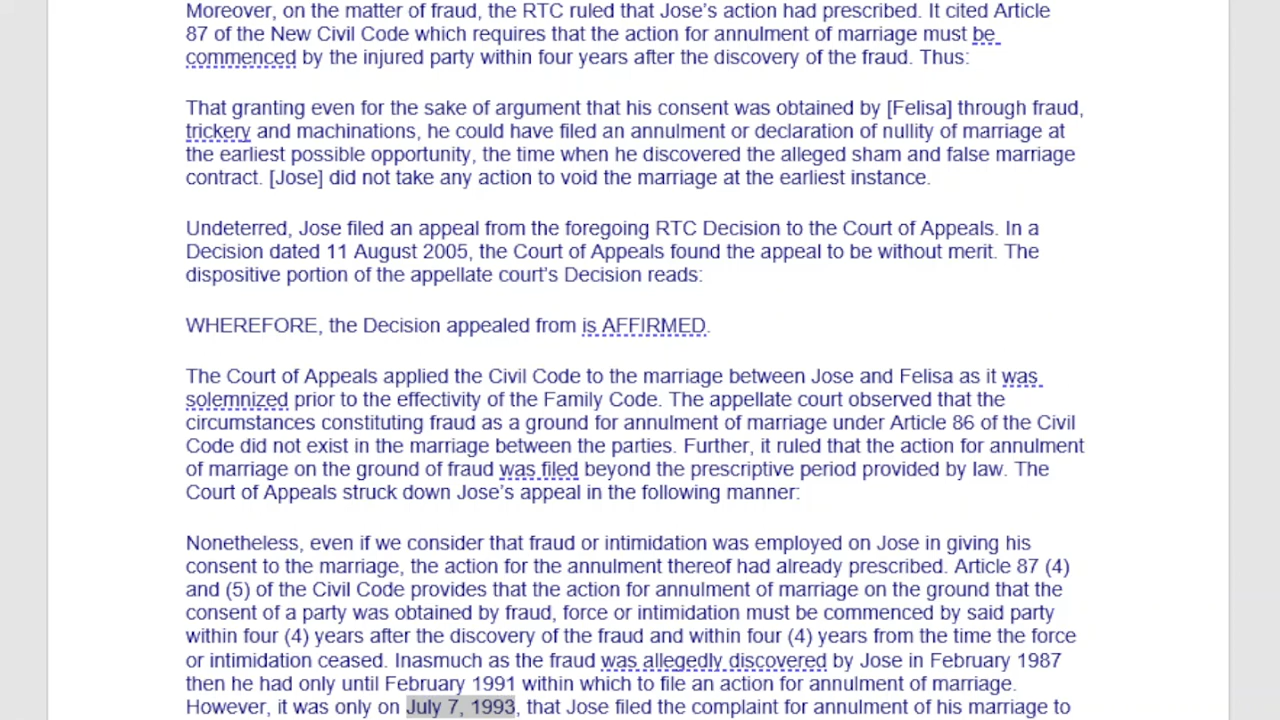 Moreover, on the matter of fraud, the RTC ruled that Jose’s action had prescribed. It cited Article
87 of the New Civil Code which requires that the action for annulment of marriage must be
commenced by the injured party within four years after the discovery of the fraud. Thus:
That granting even for the sake of argument that his consent was obtained by [Felisa] through fraud,
trickery and machinations, he could have filed an annulment or declaration of nullity of marriage at
the earliest possible opportunity, the time when he discovered the alleged sham and false marriage
contract. [Jose] did not take any action to void the marriage at the earliest instance.
Undeterred, Jose filed an appeal from the foregoing RTC Decision to the Court of Appeals. In a
Decision dated 11 August 2005, the Court of Appeals found the appeal to be without merit. The
dispositive portion of the appellate court’s Decision reads:
WHEREFORE, the Decision appealed from is AFFIRMED.
The Court of Appeals applied the Civil Code to the marriage between Jose and Felisa as it was
solemnized prior to the effectivity of the Family Code. The appellate court observed that the
circumstances constituting fraud as a ground for annulment of marriage under Article 86 of the Civil
Code did not exist in the marriage between the parties. Further, it ruled that the action for annulment
of marriage on the ground of fraud was filed beyond the prescriptive period provided by law. The
Court of Appeals struck down Jose’s appeal in the following manner:
Nonetheless, even if we consider that fraud or intimidation was employed on Jose in giving his
consent to the marriage, the action for the annulment thereof had already prescribed. Article 87 (4)
and (5) of the Civil Code provides that the action for annulment of marriage on the ground that the
consent of a party was obtained by fraud, force or intimidation must be commenced by said party
within four (4) years after the discovery of the fraud and within four (4) years from the time the force
or intimidation ceased. Inasmuch as the fraud was allegedly discovered by Jose in February 1987
then he had only until February 1991 within which to file an action for annulment of marriage.
However, it was only on July 7, 1993, that Jose filed the complaint for annulment of his marriage to